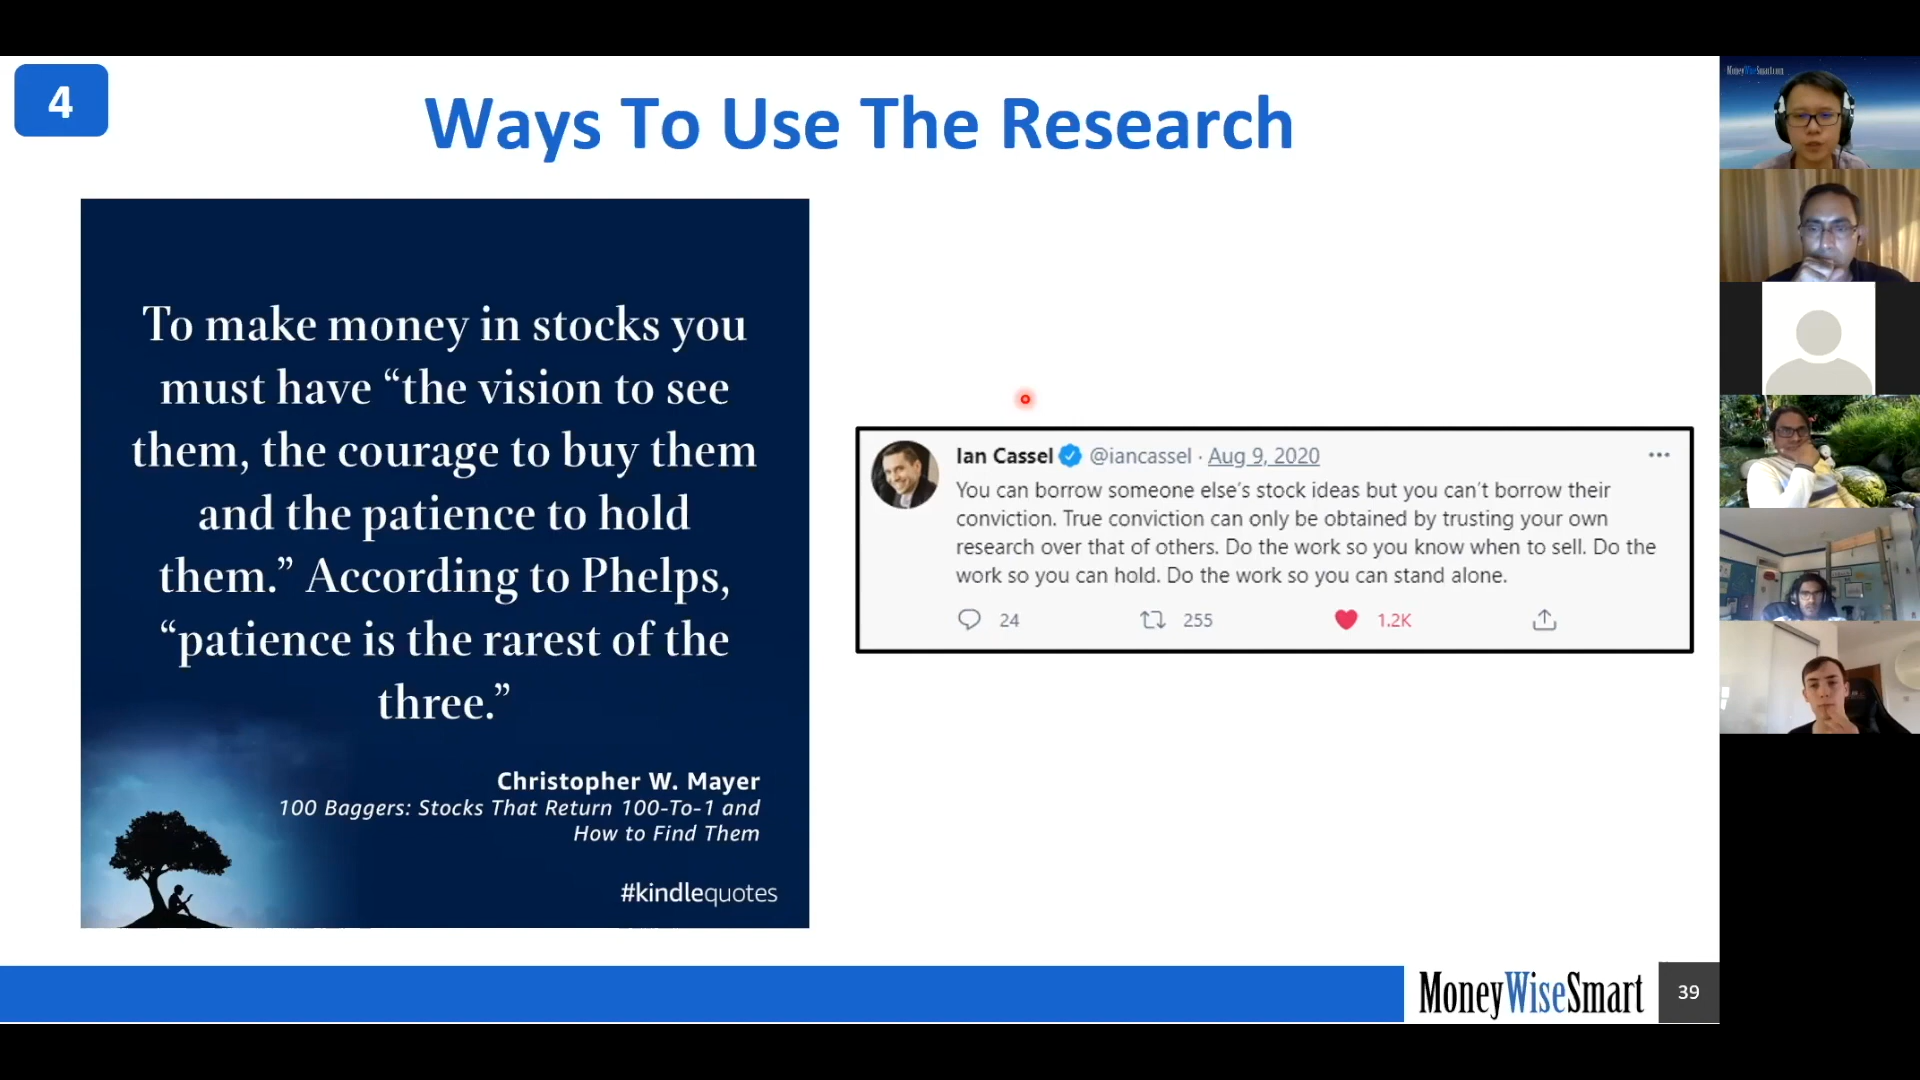 4
Ways To Use The Research
To make money in stocks you
must have “the vision to see
them, the courage to buy them
and the patience to hold
them.” According to Phelps,
“patience is the rarest of the
three.”
Christopher W. Mayer
100 Baggers: Stocks That Return 100-To-1 and
How to Find Them
#kindlequotes
Ian Cassel @iancassel · Aug 9, 2020
You can borrow someone else’s stock ideas but you can’t borrow their
conviction. True conviction can only be obtained by trusting your own
research over that of others. Do the work so you know when to sell. Do the
work so you can hold. Do the work so you can stand alone.
24 255 1.2K
MoneyWiseSmart 39
MoneyWiseSmart.com